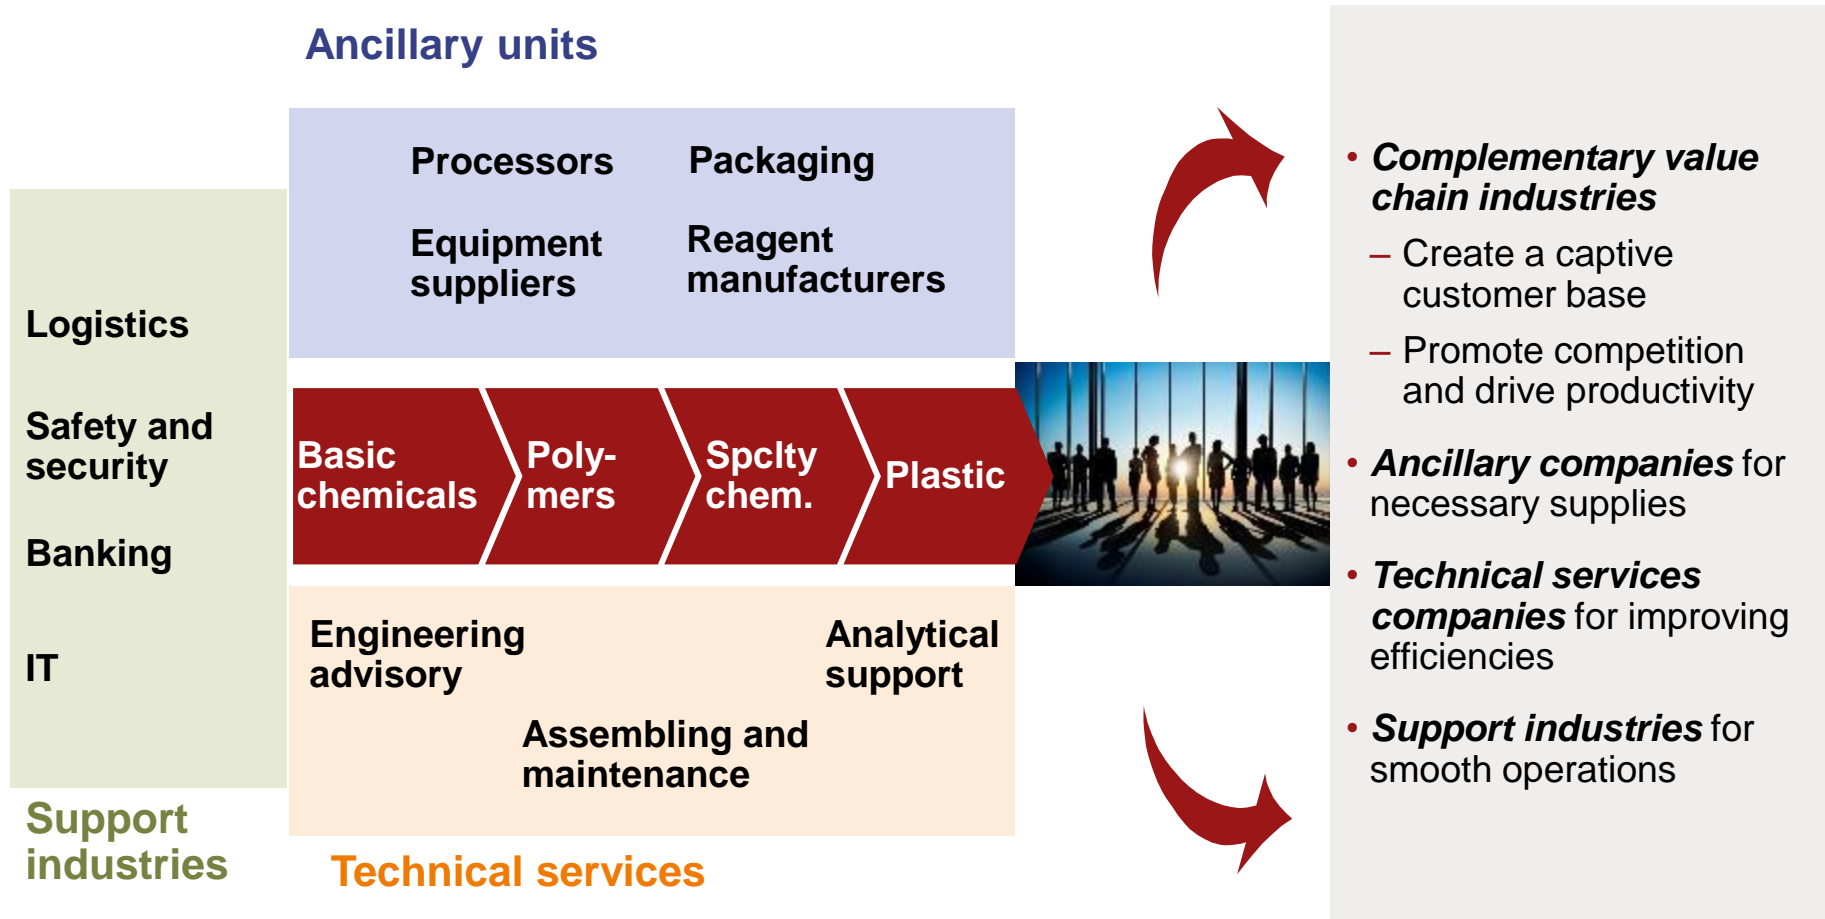 Ancillary units
Processors
Packaging
Equipment
suppliers
Reagent
manufacturers
Logistics
Safety and
security
Banking
IT
Support
industries
Basic
chemicals
Poly-
mers
Spclty
chem.
Plastic
Engineering
advisory
Analytical
support
Assembling and
maintenance
Technical services
• Complementary value
chain industries
– Create a captive
customer base
– Promote competition
and drive productivity
• Ancillary companies for
necessary supplies
• Technical services
companies for improving
efficiencies
• Support industries for
smooth operations